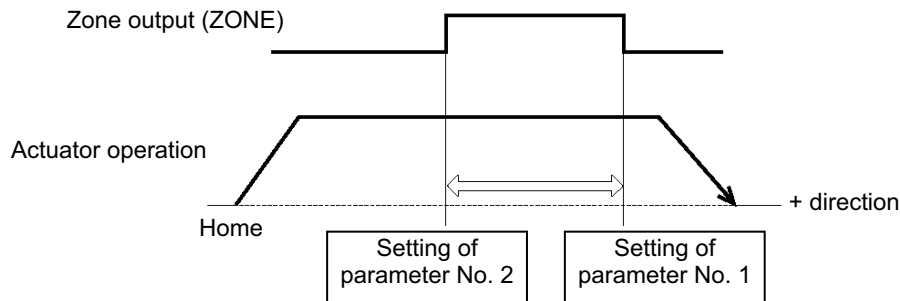 Zone output (ZONE)
Actuator operation
+ direction
Home
Setting of
parameter No. 2
Setting of
parameter No. 1